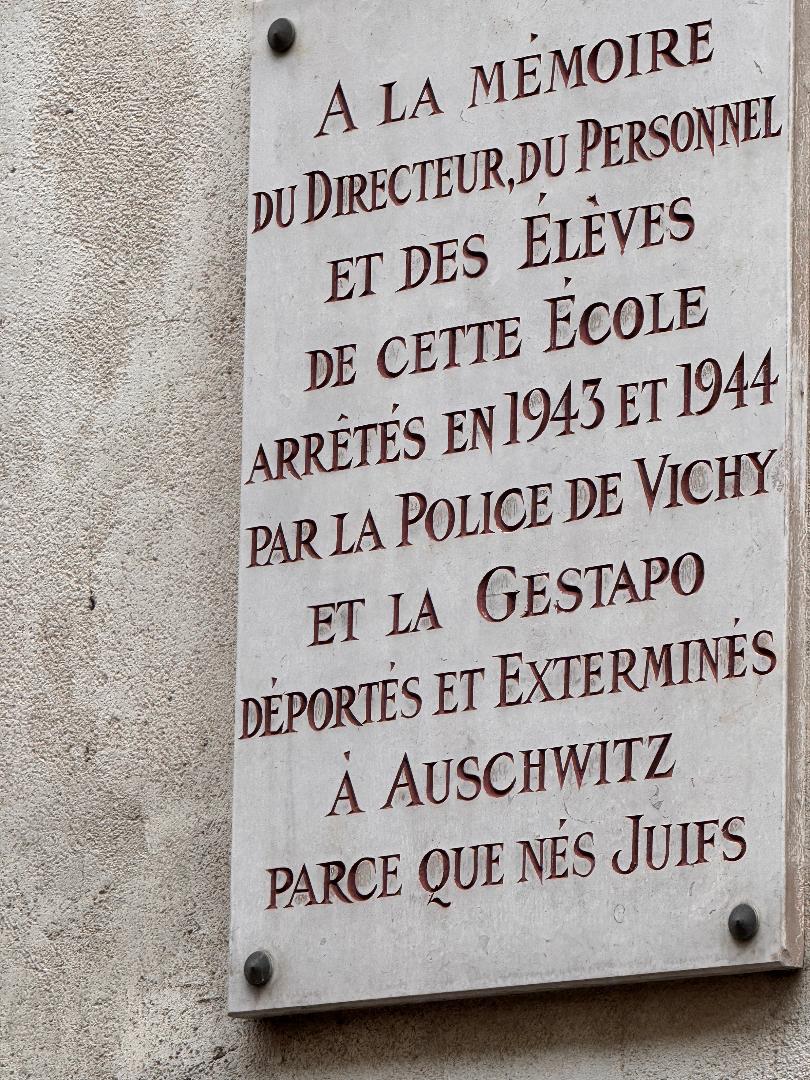 A LA MÉMOIRE
DU DIRECTEUR, DU PERSONNEL
ET DES ÉLÈVES
DE CETTE ÉCOLE
ARRÊTÉS EN 1943 ET 1944
PAR LA POLICE DE VICHY
ET LA GESTAPO
DÉPORTÉS ET EXTERMINÉS
À AUSCHWITZ
PARCE QUE NÉS JUIFS